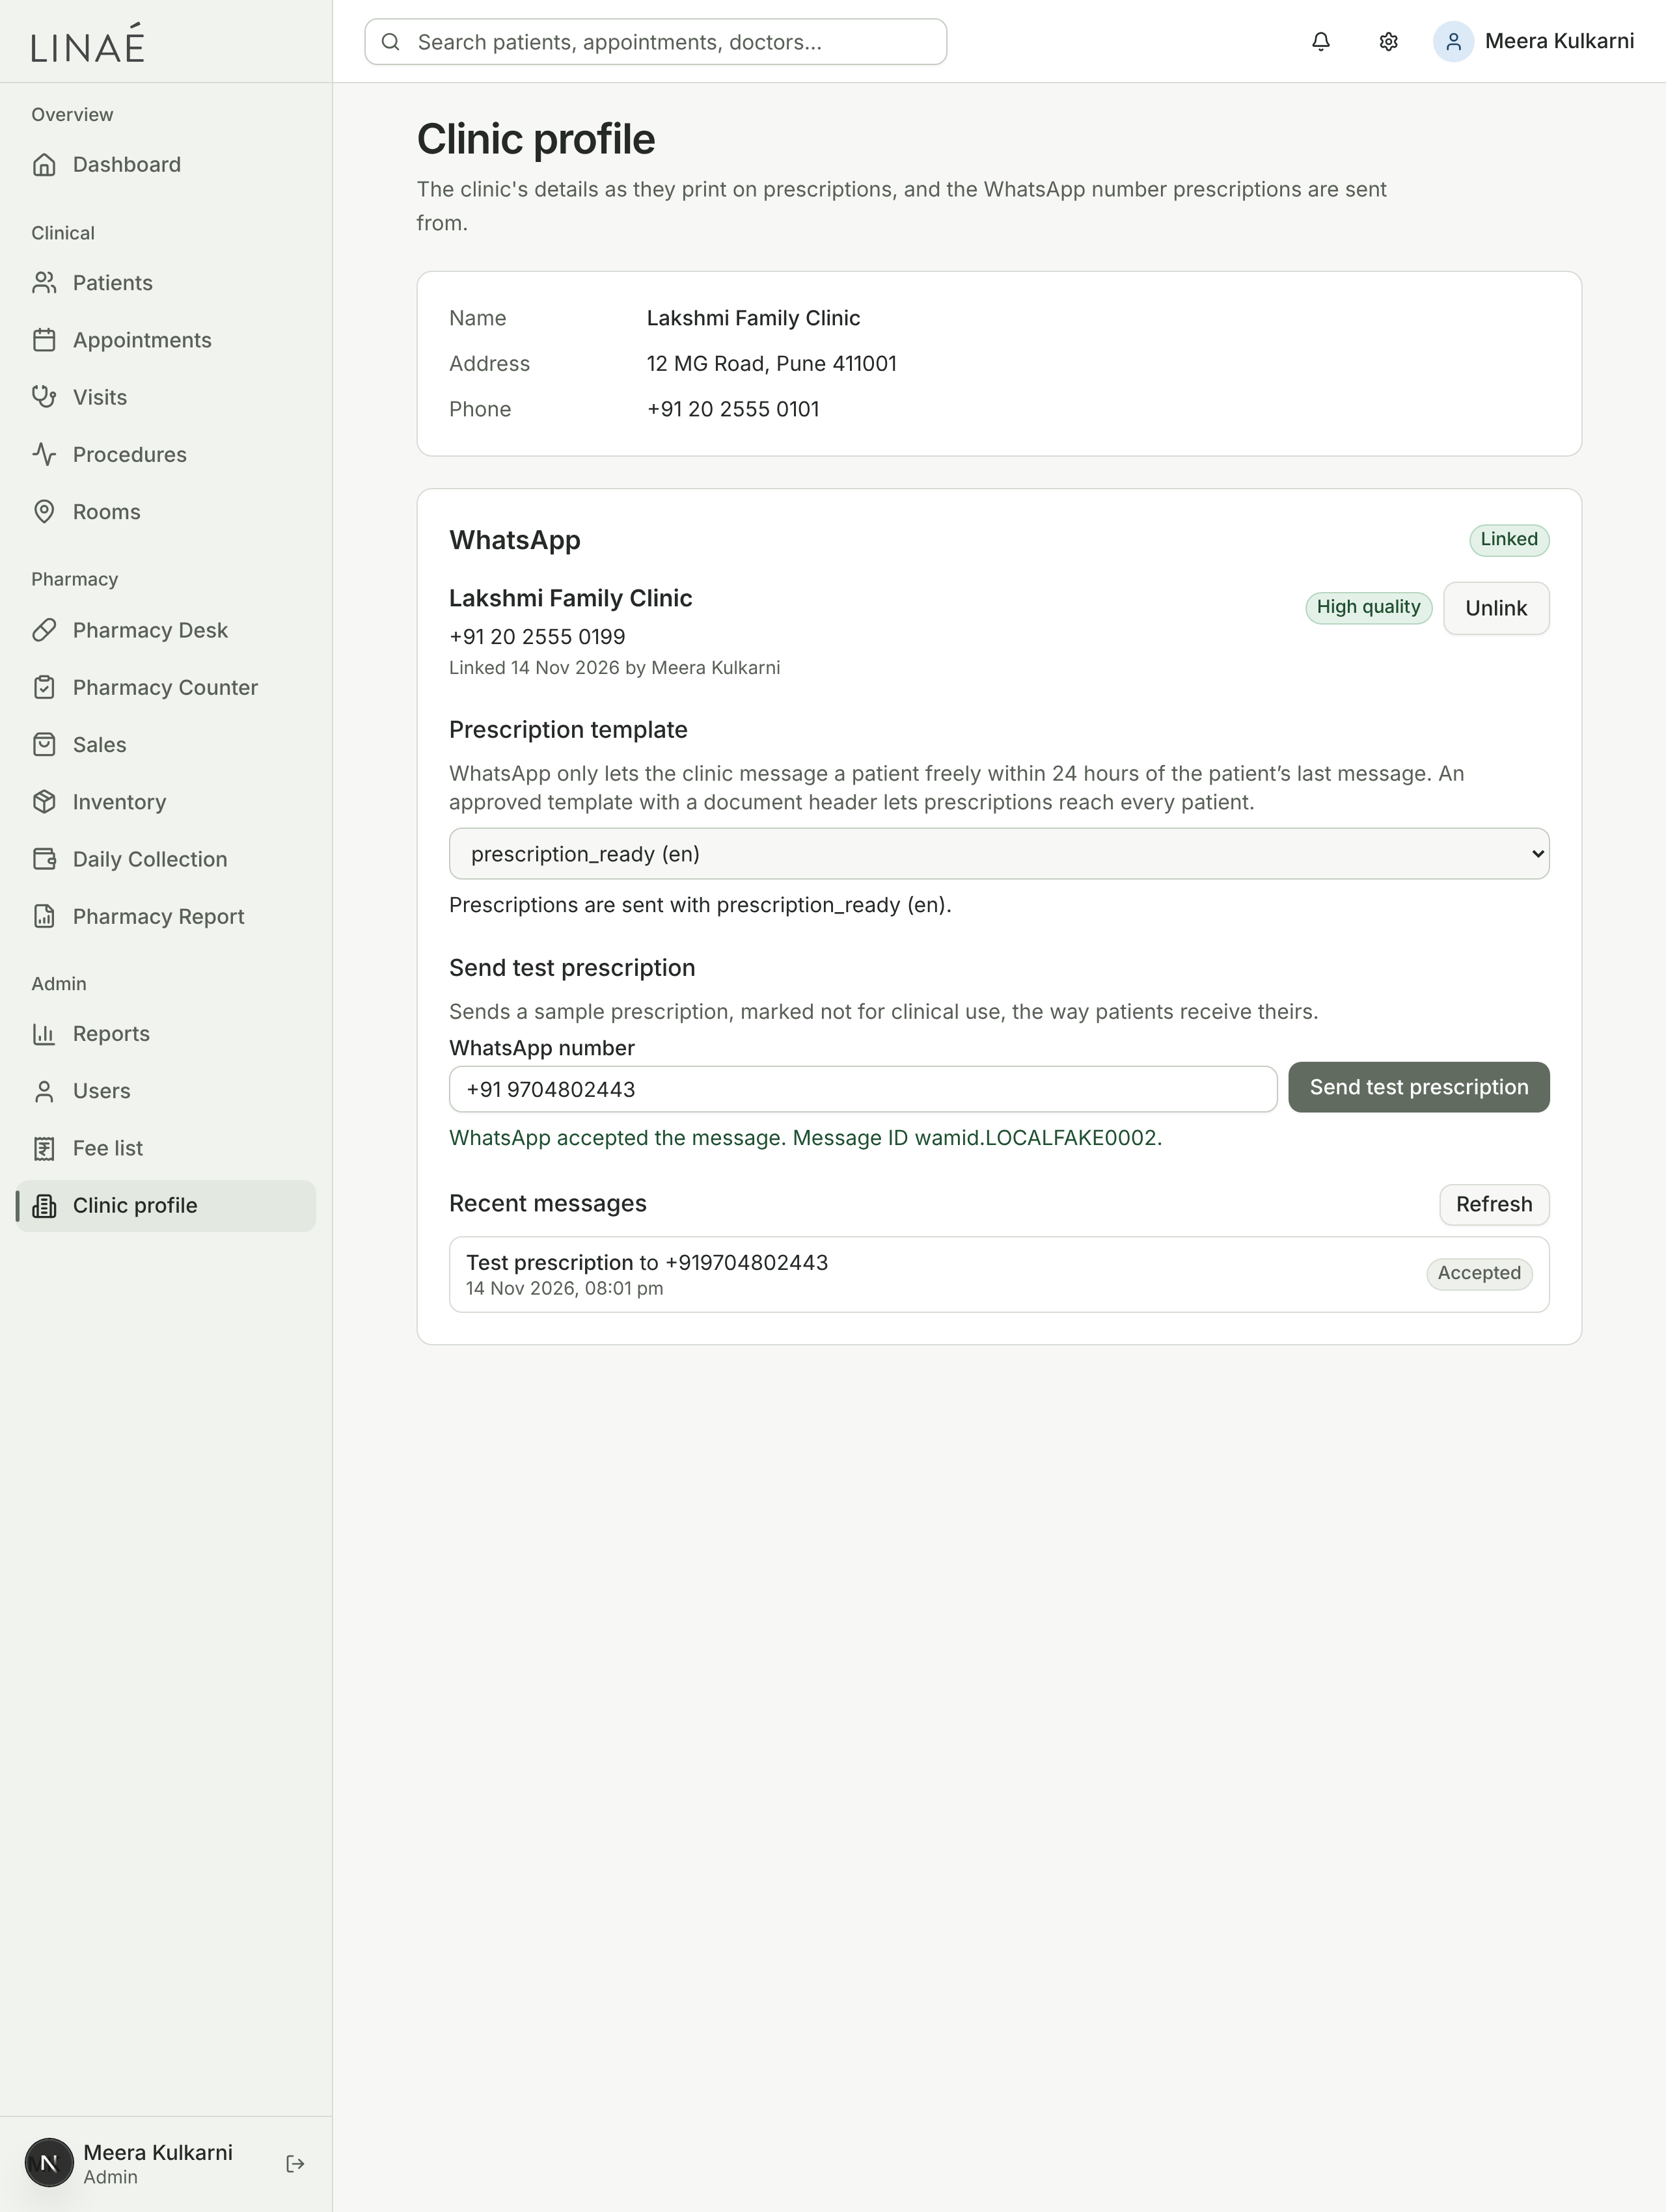 LINAÉ
Search patients, appointments, doctors...
Meera Kulkarni
Overview
Dashboard
Clinical
Patients
Appointments
Visits
Procedures
Rooms
Pharmacy
Pharmacy Desk
Pharmacy Counter
Sales
Inventory
Daily Collection
Pharmacy Report
Admin
Reports
Users
Fee list
Clinic profile
N
Meera Kulkarni
Admin
Clinic profile
The clinic's details as they print on prescriptions, and the WhatsApp number prescriptions are sent
from.
Name Lakshmi Family Clinic
Address 12 MG Road, Pune 411001
Phone +91 20 2555 0101
WhatsApp Linked
Lakshmi Family Clinic High quality Unlink
+91 20 2555 0199
Linked 14 Nov 2026 by Meera Kulkarni
Prescription template
WhatsApp only lets the clinic message a patient freely within 24 hours of the patient’s last message. An
approved template with a document header lets prescriptions reach every patient.
prescription_ready (en)
Prescriptions are sent with prescription_ready (en).
Send test prescription
Sends a sample prescription, marked not for clinical use, the way patients receive theirs.
WhatsApp number
+91 9704802443 Send test prescription
WhatsApp accepted the message. Message ID wamid.LOCALFAKE0002.
Recent messages Refresh
Test prescription to +919704802443 Accepted
14 Nov 2026, 08:01 pm